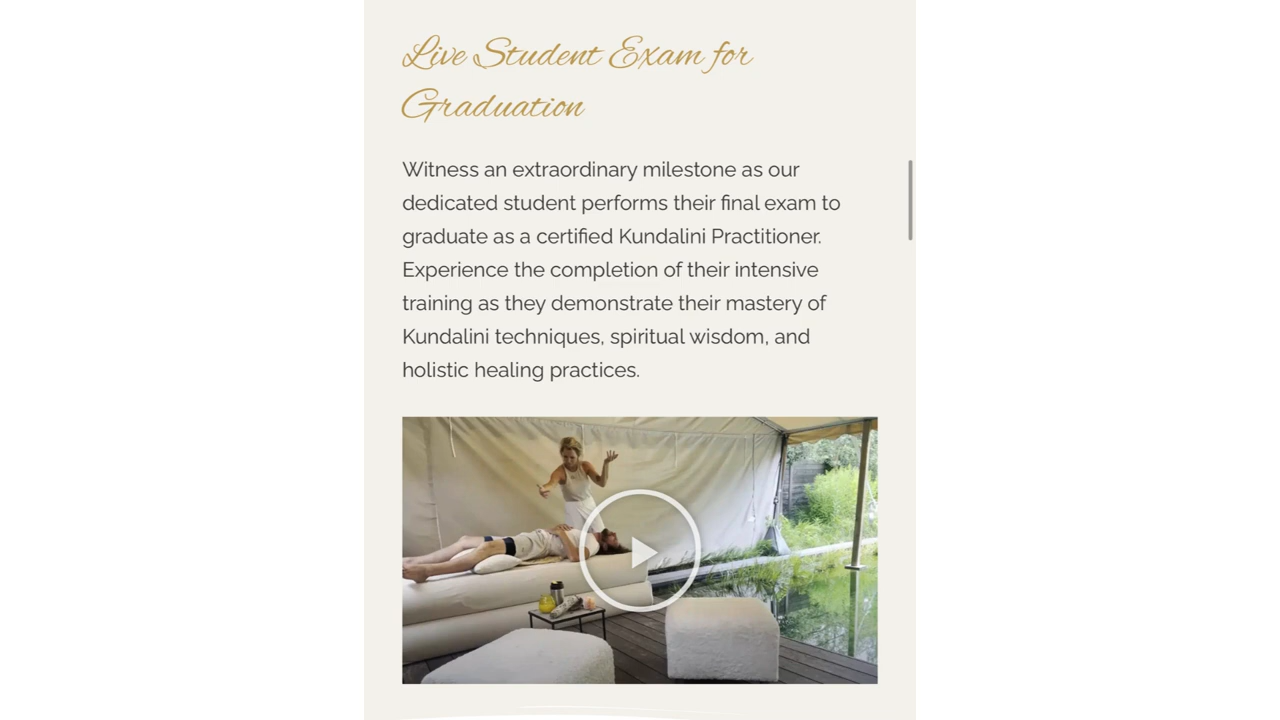 Live Student Exam for
Graduation
Witness an extraordinary milestone as our
dedicated student performs their final exam to
graduate as a certified Kundalini Practitioner.
Experience the completion of their intensive
training as they demonstrate their mastery of
Kundalini techniques, spiritual wisdom, and
holistic healing practices.